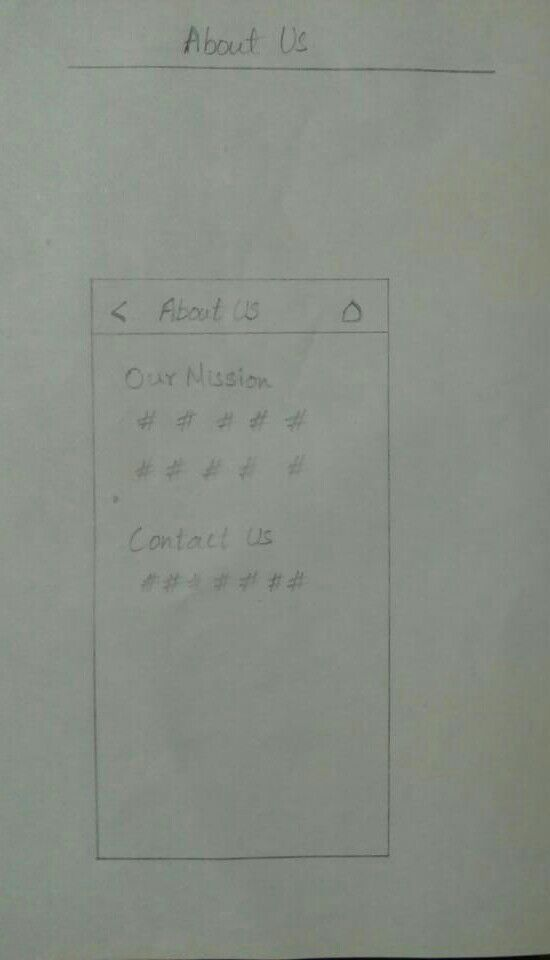 About Us
< About Us
Our Mission
# # # # #
# # # # #
Contact Us
# # # # # # #